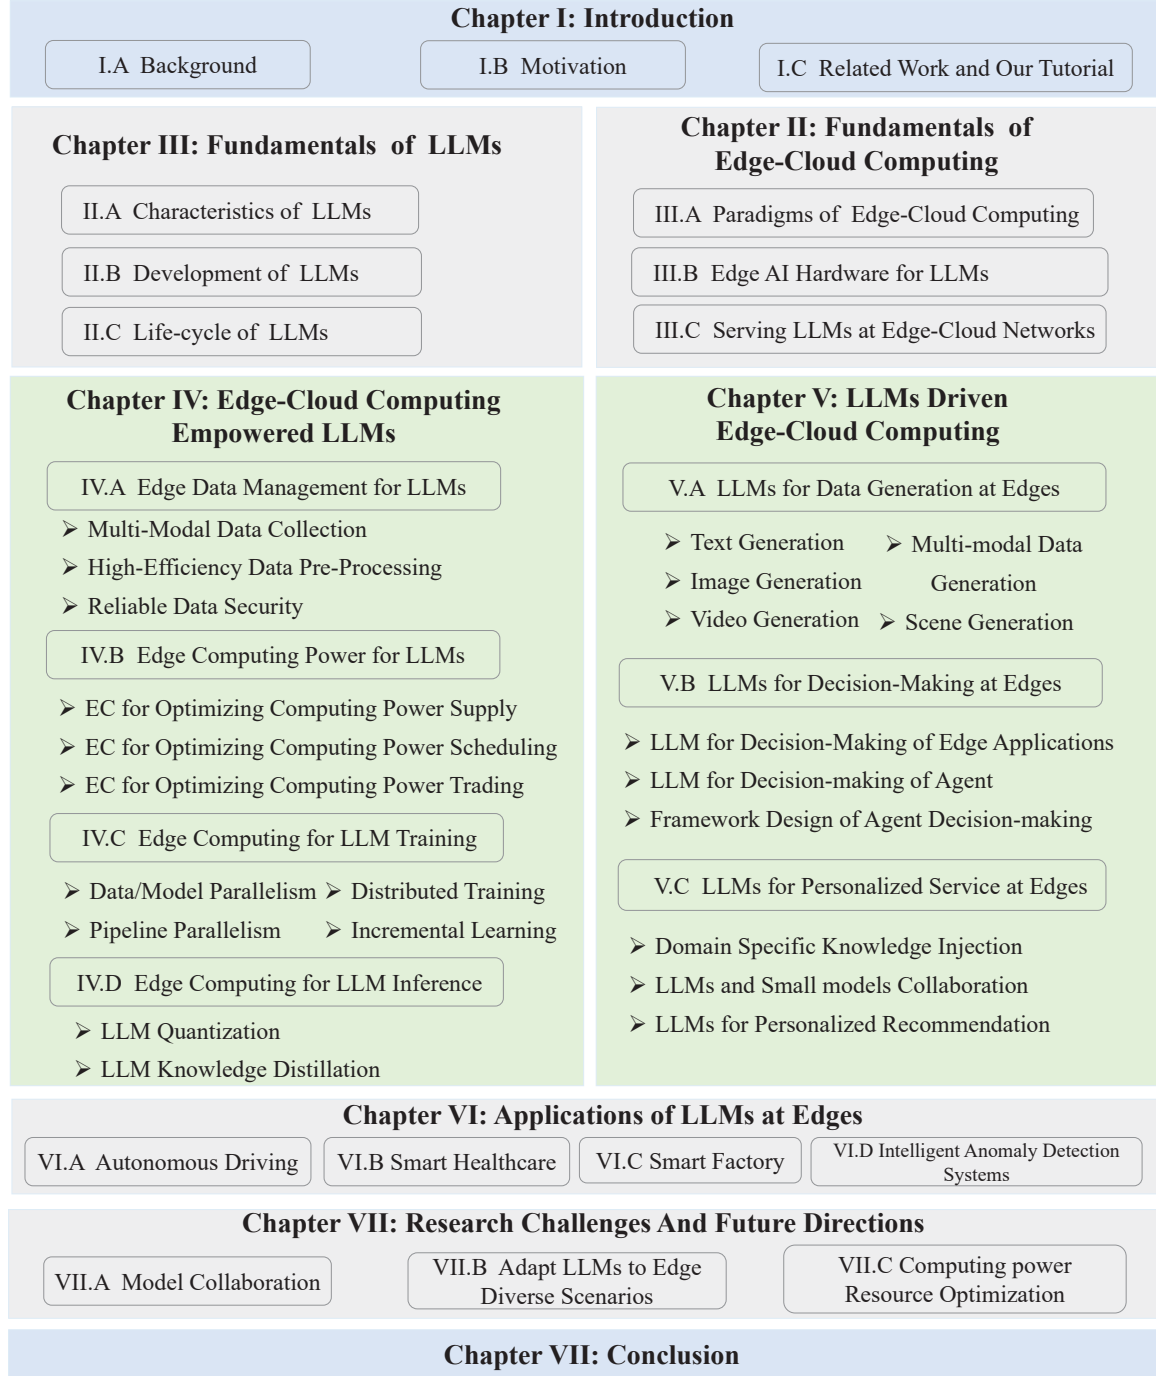 Chapter I: Introduction
I.A Background
I.B Motivation
I.C Related Work and Our Tutorial
Chapter III: Fundamentals of LLMs
II.A Characteristics of LLMs
II.B Development of LLMs
II.C Life-cycle of LLMs
Chapter II: Fundamentals of
Edge-Cloud Computing
III.A Paradigms of Edge-Cloud Computing
III.B Edge AI Hardware for LLMs
III.C Serving LLMs at Edge-Cloud Networks
Chapter IV: Edge-Cloud Computing
Empowered LLMs
IV.A Edge Data Management for LLMs
➢ Multi-Modal Data Collection
➢ High-Efficiency Data Pre-Processing
➢ Reliable Data Security
IV.B Edge Computing Power for LLMs
➢ EC for Optimizing Computing Power Supply
➢ EC for Optimizing Computing Power Scheduling
➢ EC for Optimizing Computing Power Trading
IV.C Edge Computing for LLM Training
➢ Data/Model Parallelism
➢ Distributed Training
➢ Pipeline Parallelism
➢ Incremental Learning
IV.D Edge Computing for LLM Inference
➢ LLM Quantization
➢ LLM Knowledge Distillation
Chapter V: LLMs Driven
Edge-Cloud Computing
V.A LLMs for Data Generation at Edges
➢ Text Generation
➢ Image Generation
➢ Video Generation
➢ Multi-modal Data
Generation
➢ Scene Generation
V.B LLMs for Decision-Making at Edges
➢ LLM for Decision-Making of Edge Applications
➢ LLM for Decision-making of Agent
➢ Framework Design of Agent Decision-making
V.C LLMs for Personalized Service at Edges
➢ Domain Specific Knowledge Injection
➢ LLMs and Small models Collaboration
➢ LLMs for Personalized Recommendation
Chapter VI: Applications of LLMs at Edges
VI.A Autonomous Driving
VI.B Smart Healthcare
VI.C Smart Factory
VI.D Intelligent Anomaly Detection
Systems
Chapter VII: Research Challenges And Future Directions
VII.A Model Collaboration
VII.B Adapt LLMs to Edge
Diverse Scenarios
VII.C Computing power
Resource Optimization
Chapter VII: Conclusion